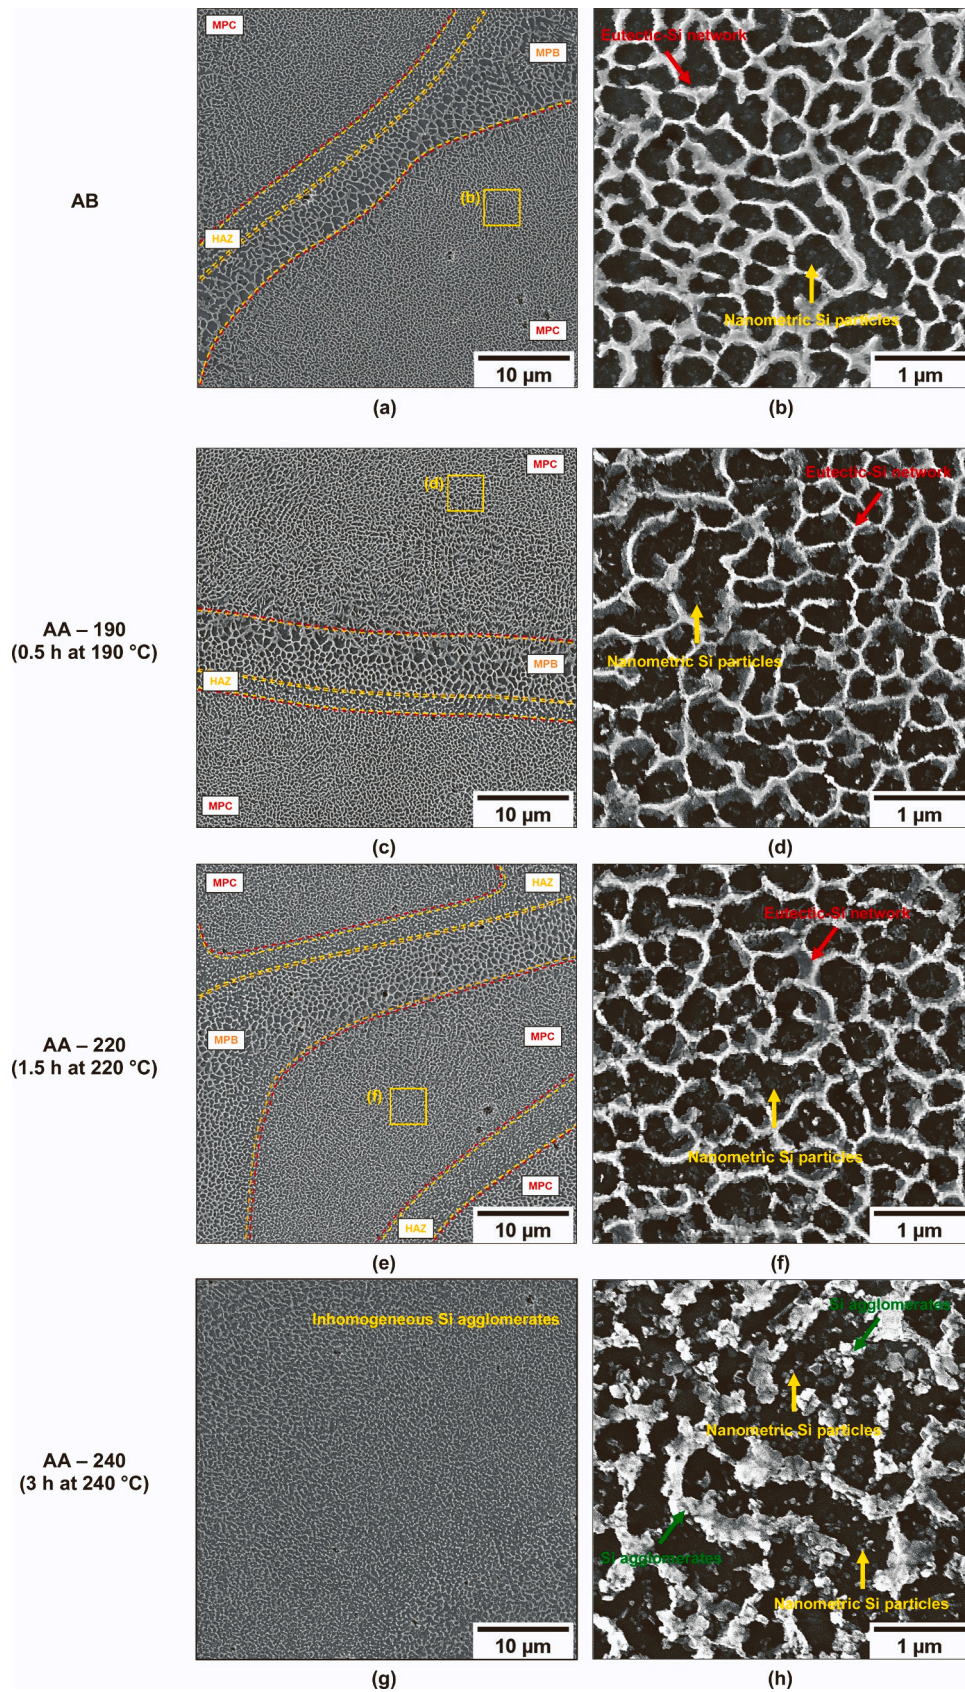 MPC
MPB
Eutectic-Si network
AB
(b)
HAZ
Nanometric Si particles
MPC
10 µm
1 µm
(a)
(b)
MPC
Eutectic-Si network
(d)
AA – 190
(0.5 h at 190 °C)
MPB
Nanometric Si particles
HAZ
MPC
10 µm
1 µm
(c)
(d)
MPC
HAZ
Eutectic-Si network
AA – 220
(1.5 h at 220 °C)
MPB
MPC
(f)
Nanometric Si particles
MPC
HAZ
10 µm
1 µm
(e)
(f)
Inhomogeneous Si agglomerates
Si agglomerates
Nanometric Si particles
AA – 240
(3 h at 240 °C)
Si agglomerates
Nanometric Si particles
10 µm
1 µm
(g)
(h)